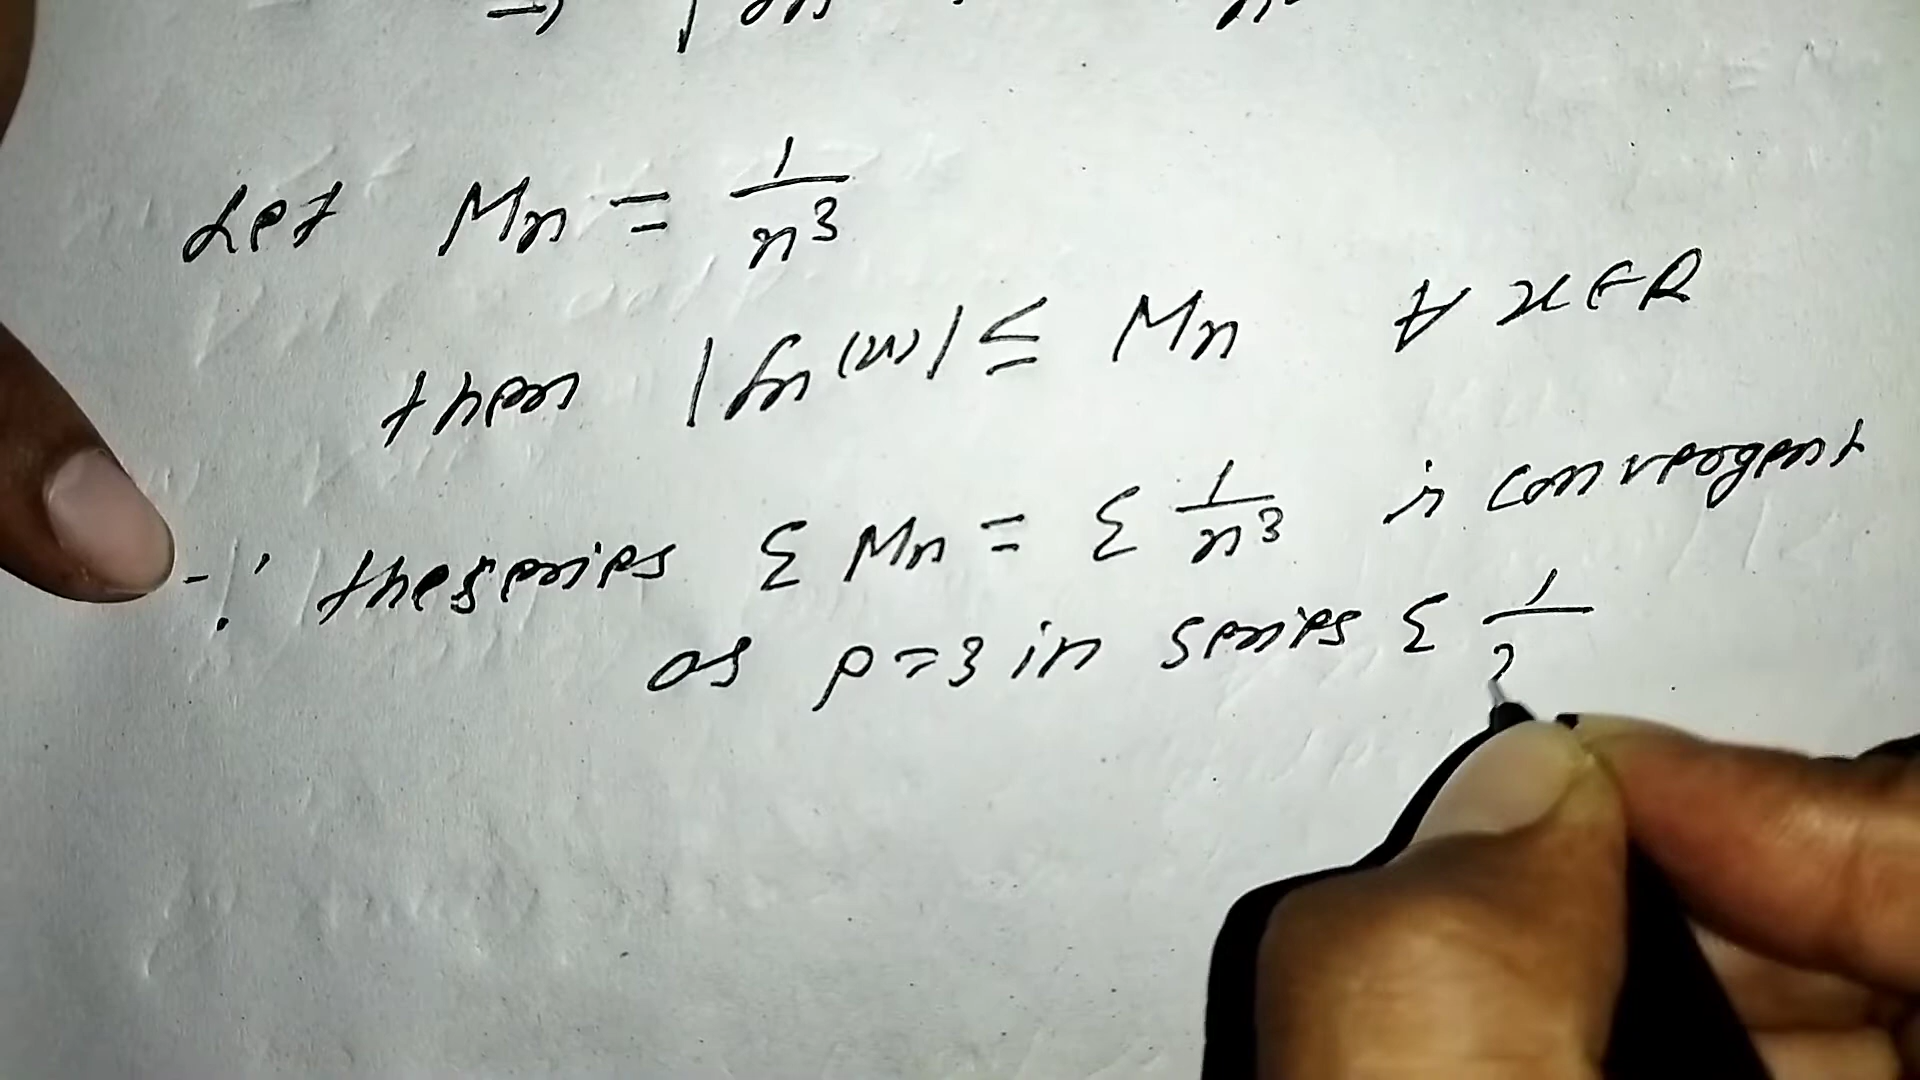 Let Mn = 1/n³
then |fn(x)| ≤ Mn ∀ x∈R
∵ the series Σ Mn = Σ 1/n³ is convergent
as p=3 in series Σ 1/